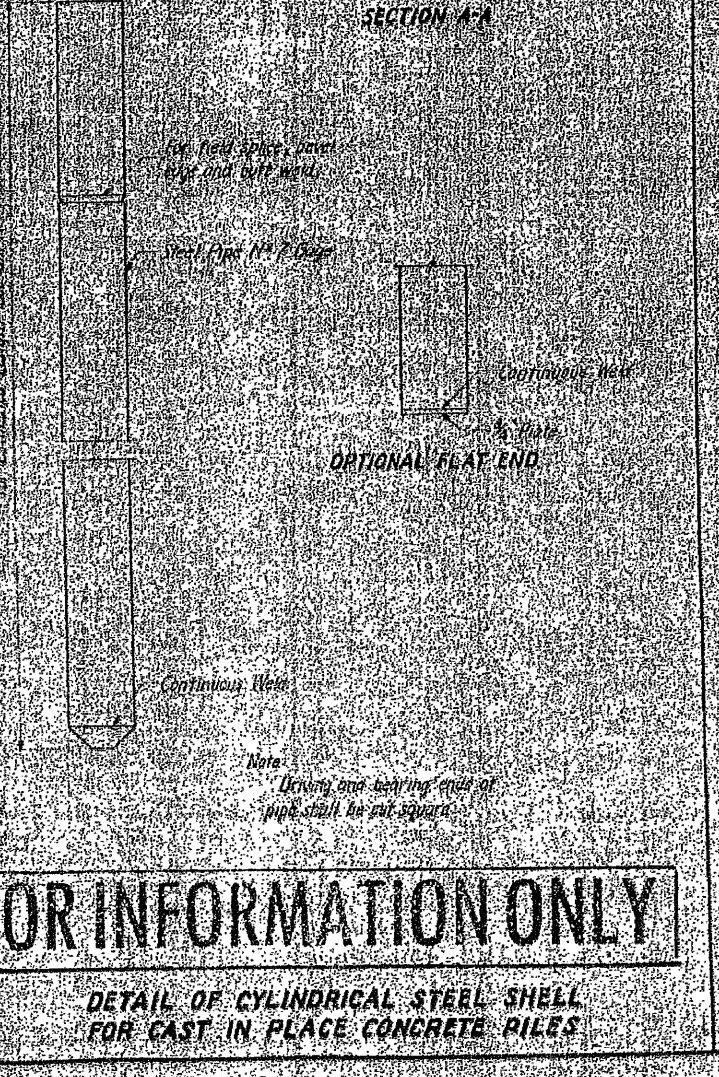 SECTION A-A
For field splice, bevel
edge and butt weld.
Steel Pipe No 7 Gage
Continuous Weld
Plate
OPTIONAL FLAT END
Continuous Weld
Note:
Driving and bearing ends of
pipe shall be cut square
OR INFORMATION ONLY
DETAIL OF CYLINDRICAL STEEL SHELL
FOR CAST IN PLACE CONCRETE PILES